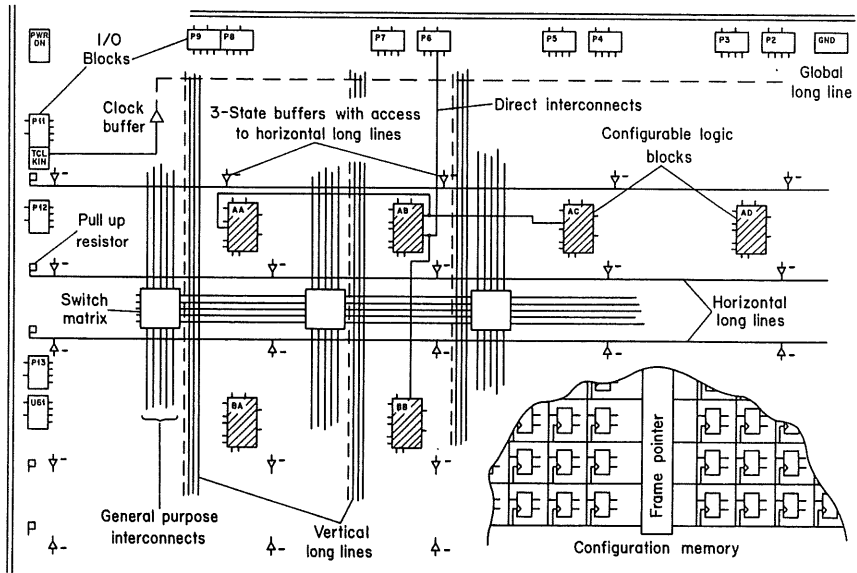 PWR
DN
I/O
Blocks
P9
P8
P7
P6
P5
P4
P3
P2
GND
Global
long line
P11
TCL
KIN
Clock
buffer
3-State buffers with access
to horizontal long lines
Direct interconnects
Configurable logic
blocks
P12
AA
AB
AC
AD
Pull up
resistor
Switch
matrix
Horizontal
long lines
P13
U61
BA
BB
General purpose
interconnects
Vertical
long lines
Frame pointer
Configuration memory